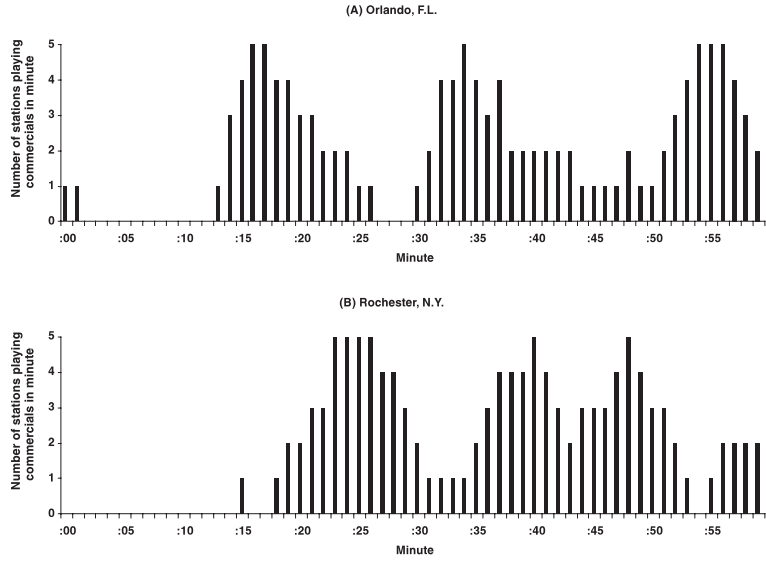 (A) Orlando, F.L.
Number of stations playing
commercials in minute
5
4
3
2
1
0
:00 :05 :10 :15 :20 :25 :30 :35 :40 :45 :50 :55
Minute
(B) Rochester, N.Y.
Number of stations playing
commercials in minute
5
4
3
2
1
0
:00 :05 :10 :15 :20 :25 :30 :35 :40 :45 :50 :55
Minute